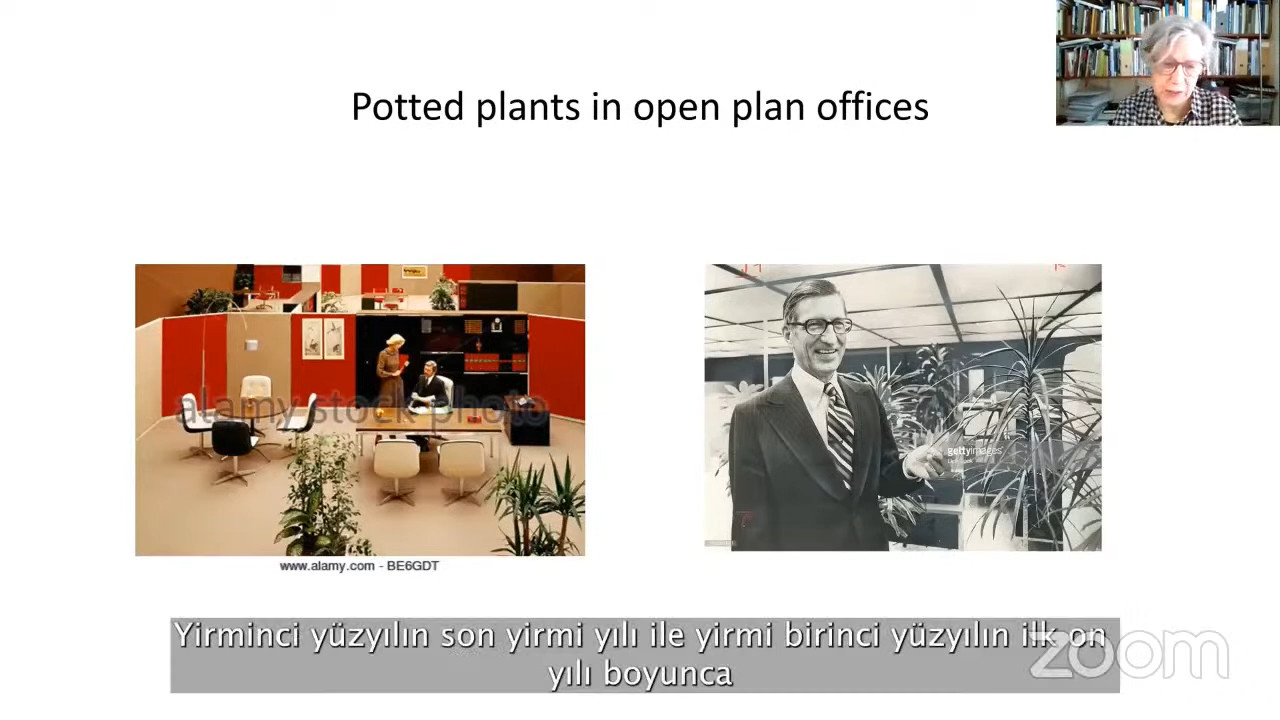 Potted plants in open plan offices
alamy stock photo
gettyimages
www.alamy.com - BE6GDT
Yirminci yüzyılın son yirmi yılı ile yirmi birinci yüzyılın ilk on
yılı boyunca
zoom